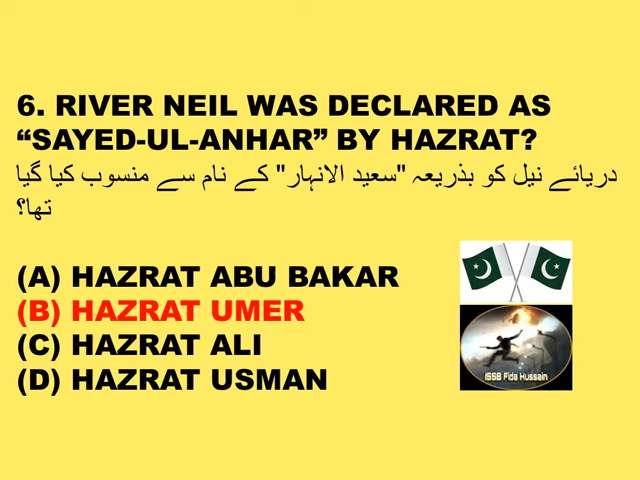 6. RIVER NEIL WAS DECLARED AS
“SAYED-UL-ANHAR” BY HAZRAT?
دریائے نیل کو بذریعہ "سعید الانہار" کے نام سے منسوب کیا گیا
تھا؟
(A) HAZRAT ABU BAKAR
(B) HAZRAT UMER
(C) HAZRAT ALI
(D) HAZRAT USMAN
ISSB Fida Hussain